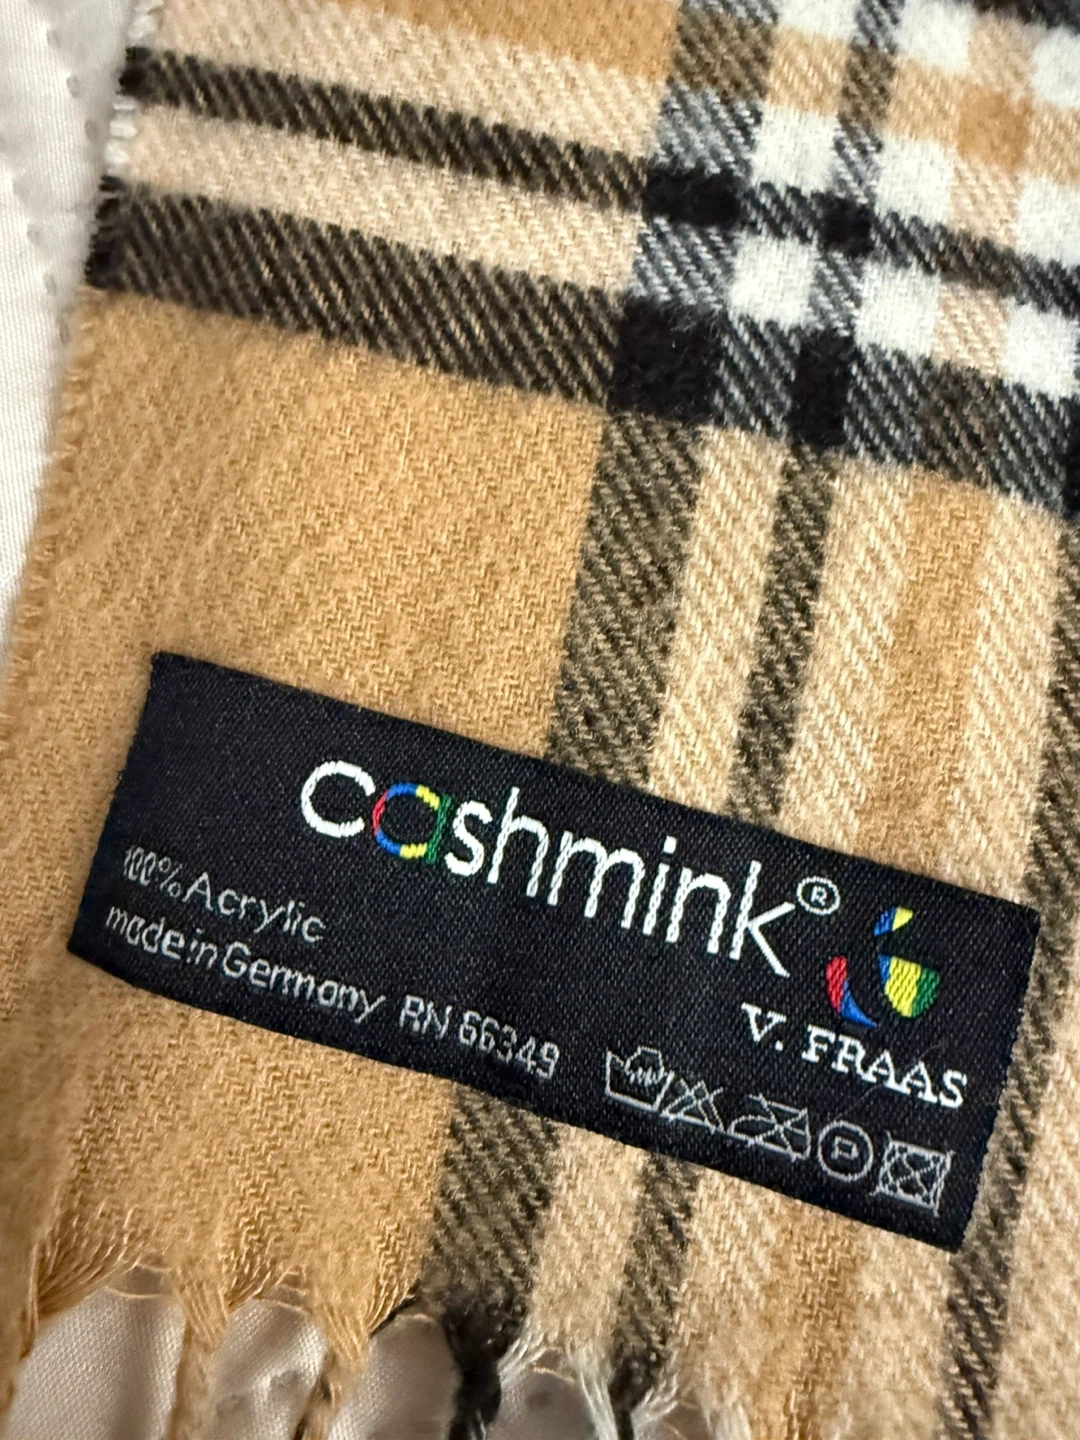 cashmink®
100% Acrylic
made in Germany RN 66349
V. FRAAS
P